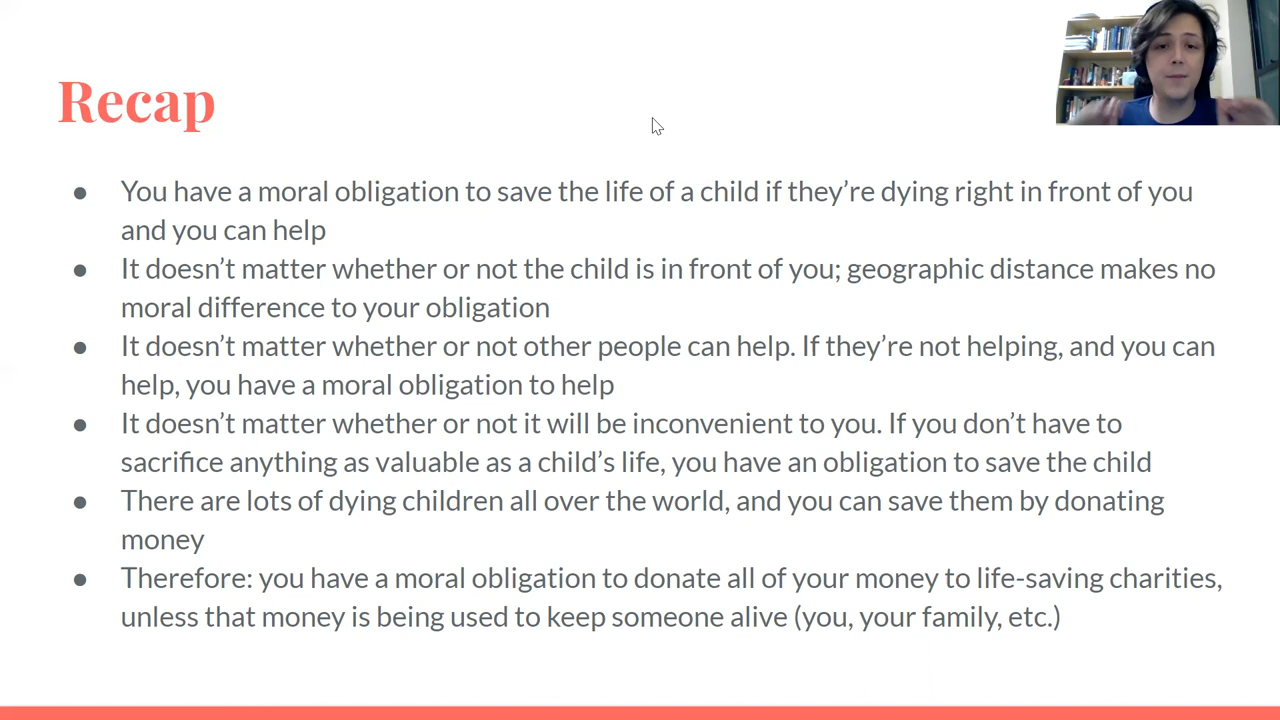 Recap
● You have a moral obligation to save the life of a child if they’re dying right in front of you
and you can help
● It doesn’t matter whether or not the child is in front of you; geographic distance makes no
moral difference to your obligation
● It doesn’t matter whether or not other people can help. If they’re not helping, and you can
help, you have a moral obligation to help
● It doesn’t matter whether or not it will be inconvenient to you. If you don’t have to
sacrifice anything as valuable as a child’s life, you have an obligation to save the child
● There are lots of dying children all over the world, and you can save them by donating
money
● Therefore: you have a moral obligation to donate all of your money to life-saving charities,
unless that money is being used to keep someone alive (you, your family, etc.)